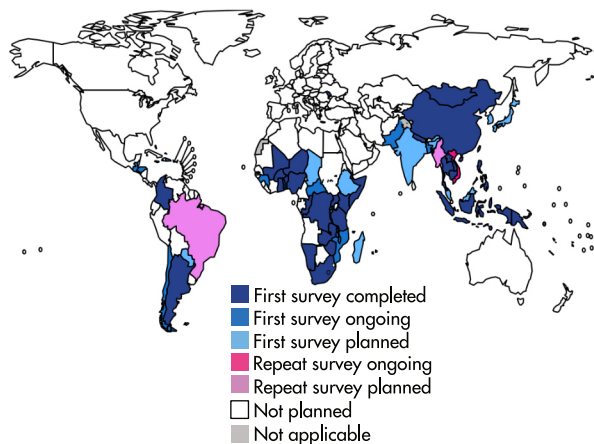 First survey completed
First survey ongoing
First survey planned
Repeat survey ongoing
Repeat survey planned
Not planned
Not applicable